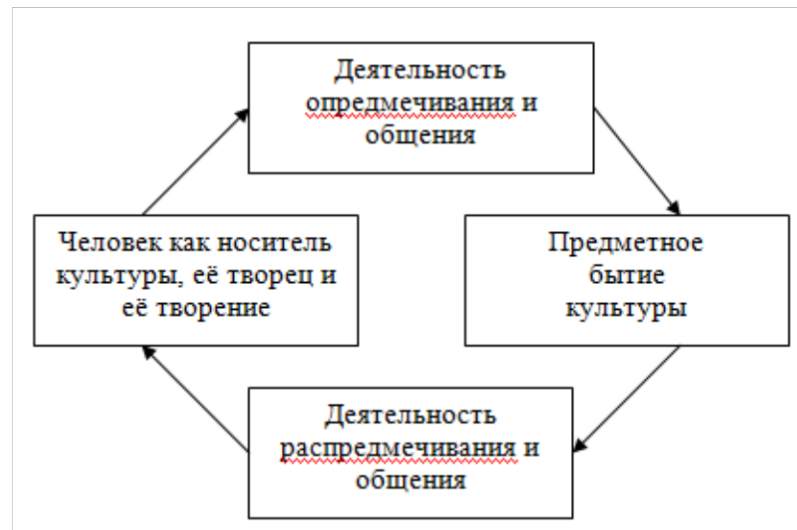 Деятельность
опредмечивания и
общения
Человек как носитель
культуры, её творец и
её творение
Предметное
бытие
культуры
Деятельность
распредмечивания и
общения